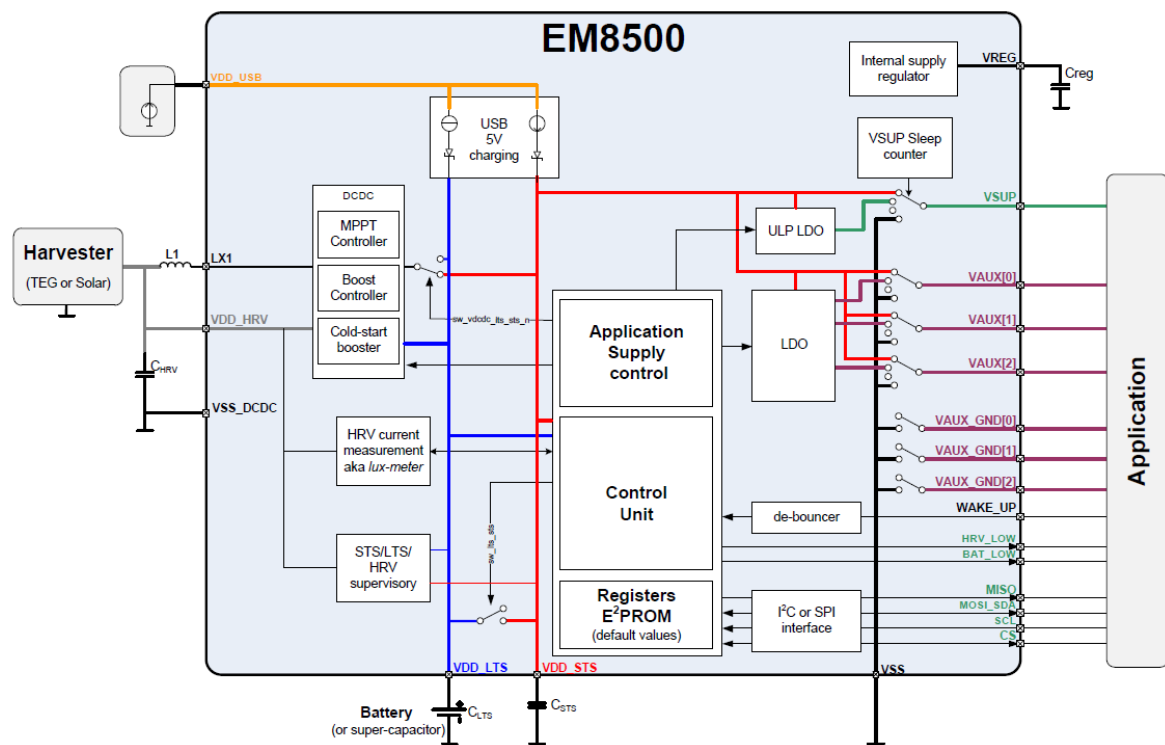 EM8500
VDD_USB
Internal supply
regulator
VREG
Creg
USB
5V
charging
VSUP Sleep
counter
DCDC
MPPT
Controller
VSUP
ULP LDO
Harvester
(TEG or Solar)
L1
LX1
Boost
Controller
VAUX[0]
VDD_HRV
sw_vdcdc_lts_sts_n
Cold-start
booster
Application
Supply
control
LDO
VAUX[1]
VAUX[2]
CHRV
VSS_DCDC
HRV current
measurement
aka lux-meter
VAUX_GND[0]
VAUX_GND[1]
VAUX_GND[2]
Control
Unit
sw_lts_sts
de-bouncer
WAKE_UP
HRV_LOW
BAT_LOW
STS/LTS/
HRV
supervisory
Registers
E2PROM
(default values)
I2C or SPI
interface
MISO
MOSI_SDA
SCL
CS
Application
VDD_LTS
VDD_STS
VSS
Battery
(or super-capacitor)
CLTS
CSTS